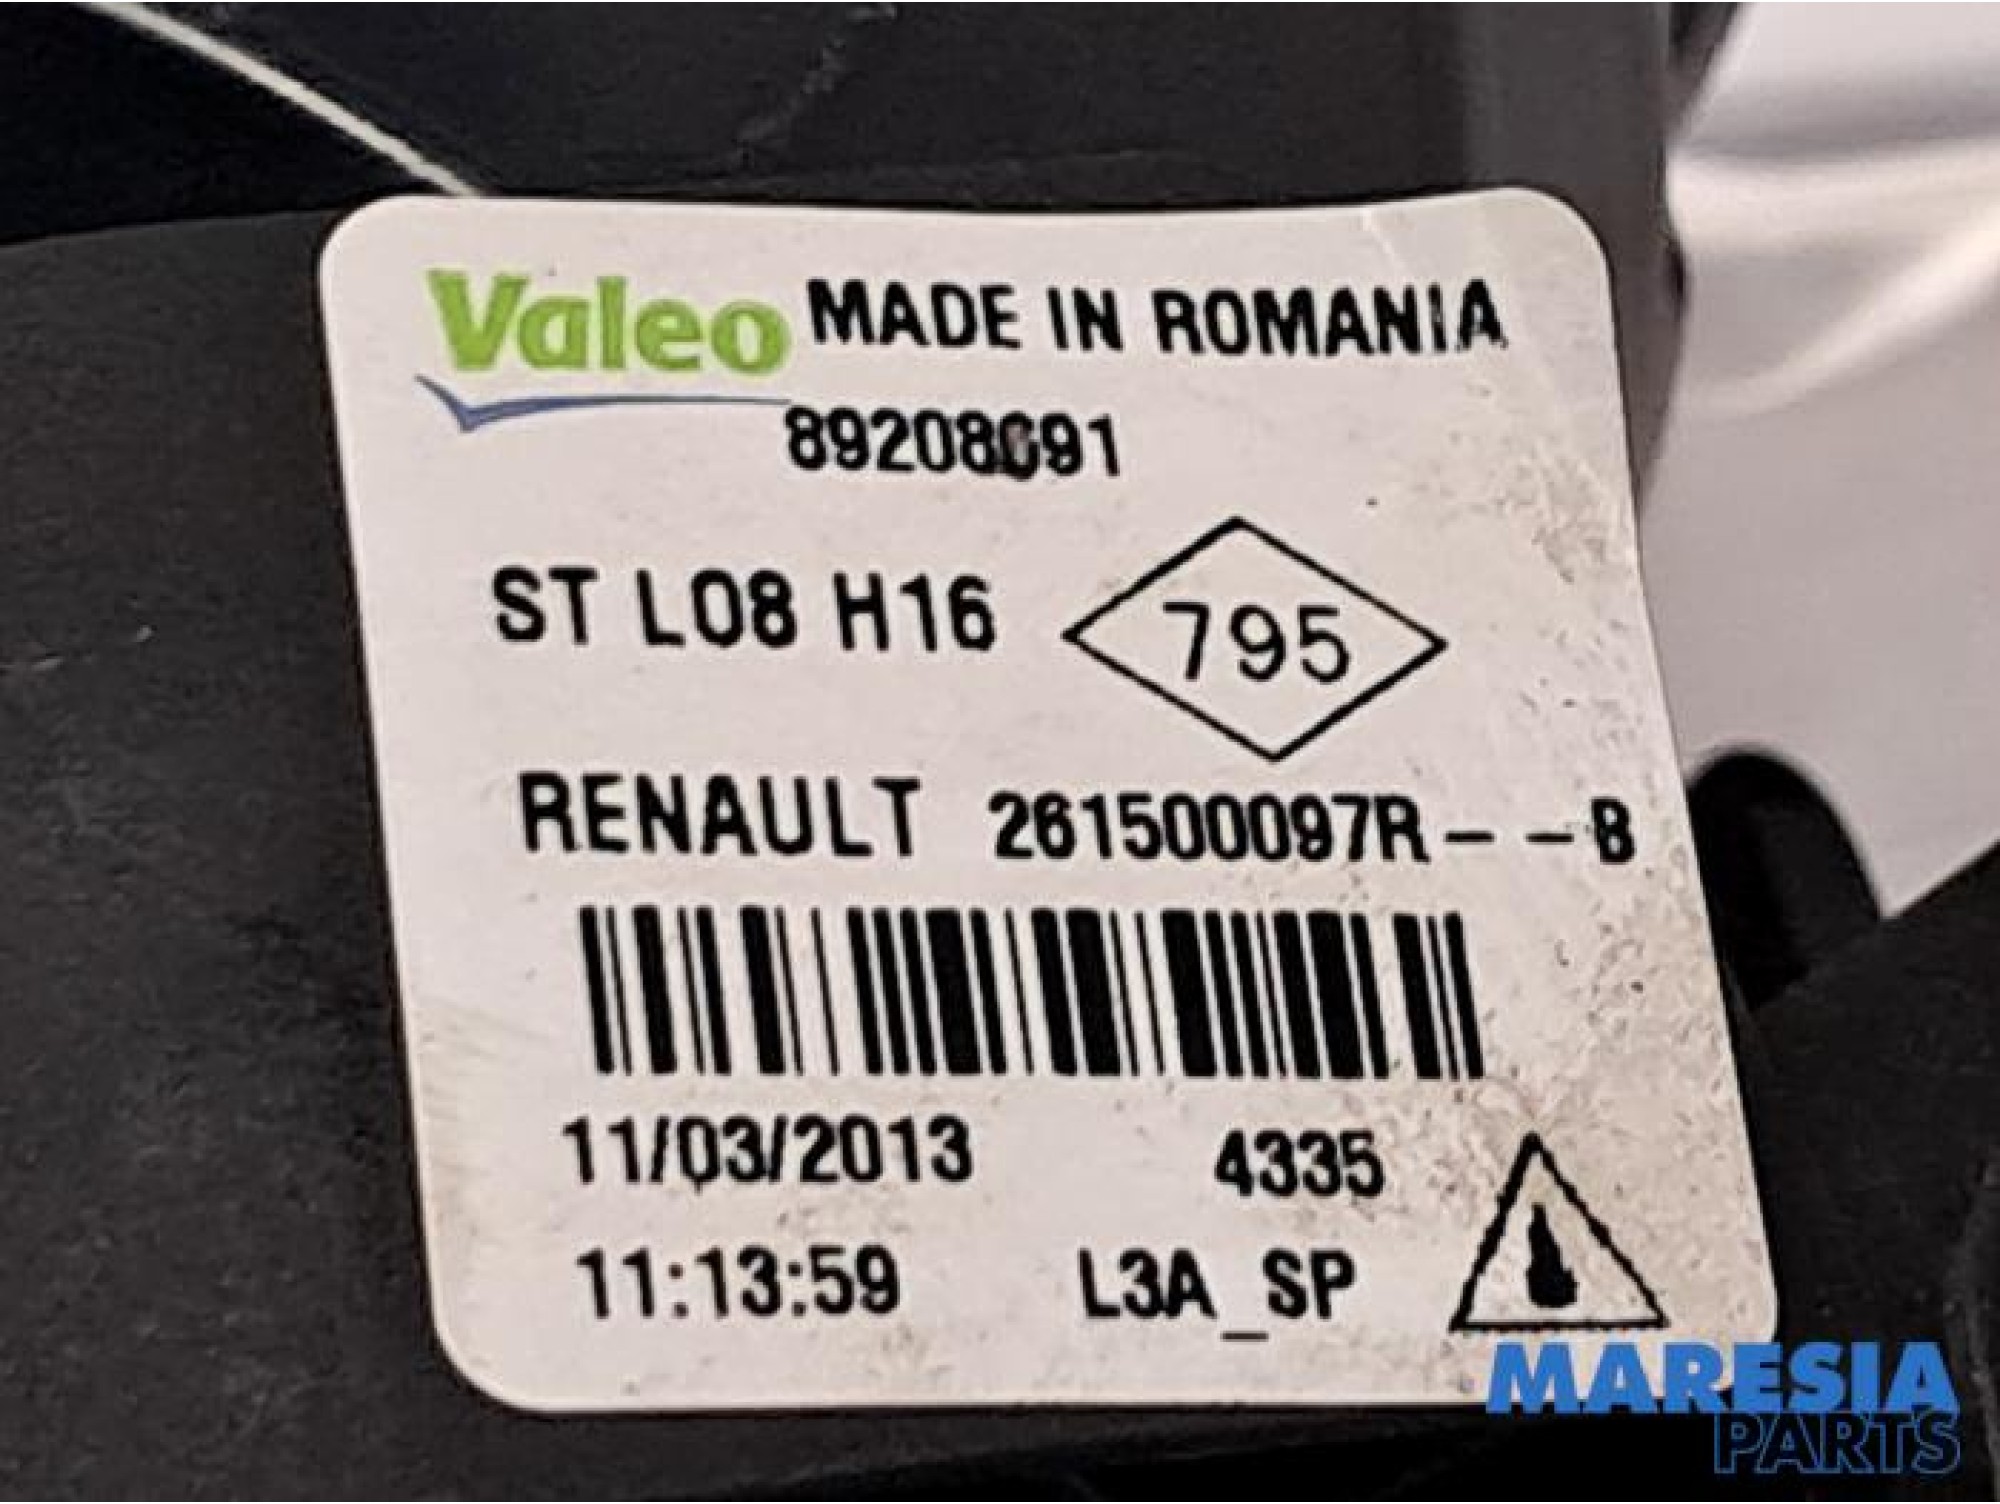 Valeo MADE IN ROMANIA
89208091
ST L08 H16
795
RENAULT 261500097R--B
11/03/2013 4335
11:13:59 L3A_SP
MARESIA
PARTS